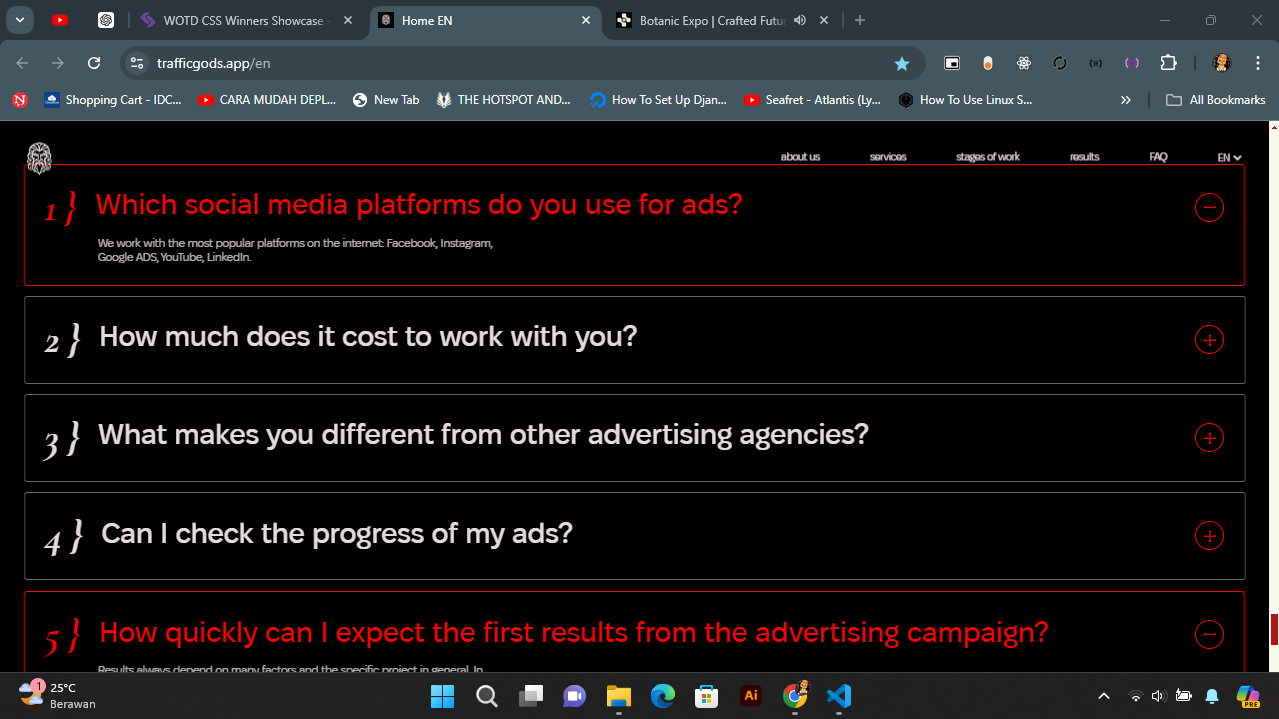 WOTD CSS Winners Showcase -
Home EN
Botanic Expo | Crafted Futur
trafficgods.app/en
Shopping Cart - IDC...
CARA MUDAH DEPL...
New Tab
THE HOTSPOT AND...
How To Set Up Djan...
Seafret - Atlantis (Ly...
How To Use Linux S...
All Bookmarks
about us
services
stages of work
results
FAQ
EN
1 } Which social media platforms do you use for ads?
We work with the most popular platforms on the internet: Facebook, Instagram,
Google ADS, YouTube, LinkedIn.
2 } How much does it cost to work with you?
3 } What makes you different from other advertising agencies?
4 } Can I check the progress of my ads?
5 } How quickly can I expect the first results from the advertising campaign?
Results always depend on many factors and the specific project in general. In
1
25°C
Berawan
Ai
PRE